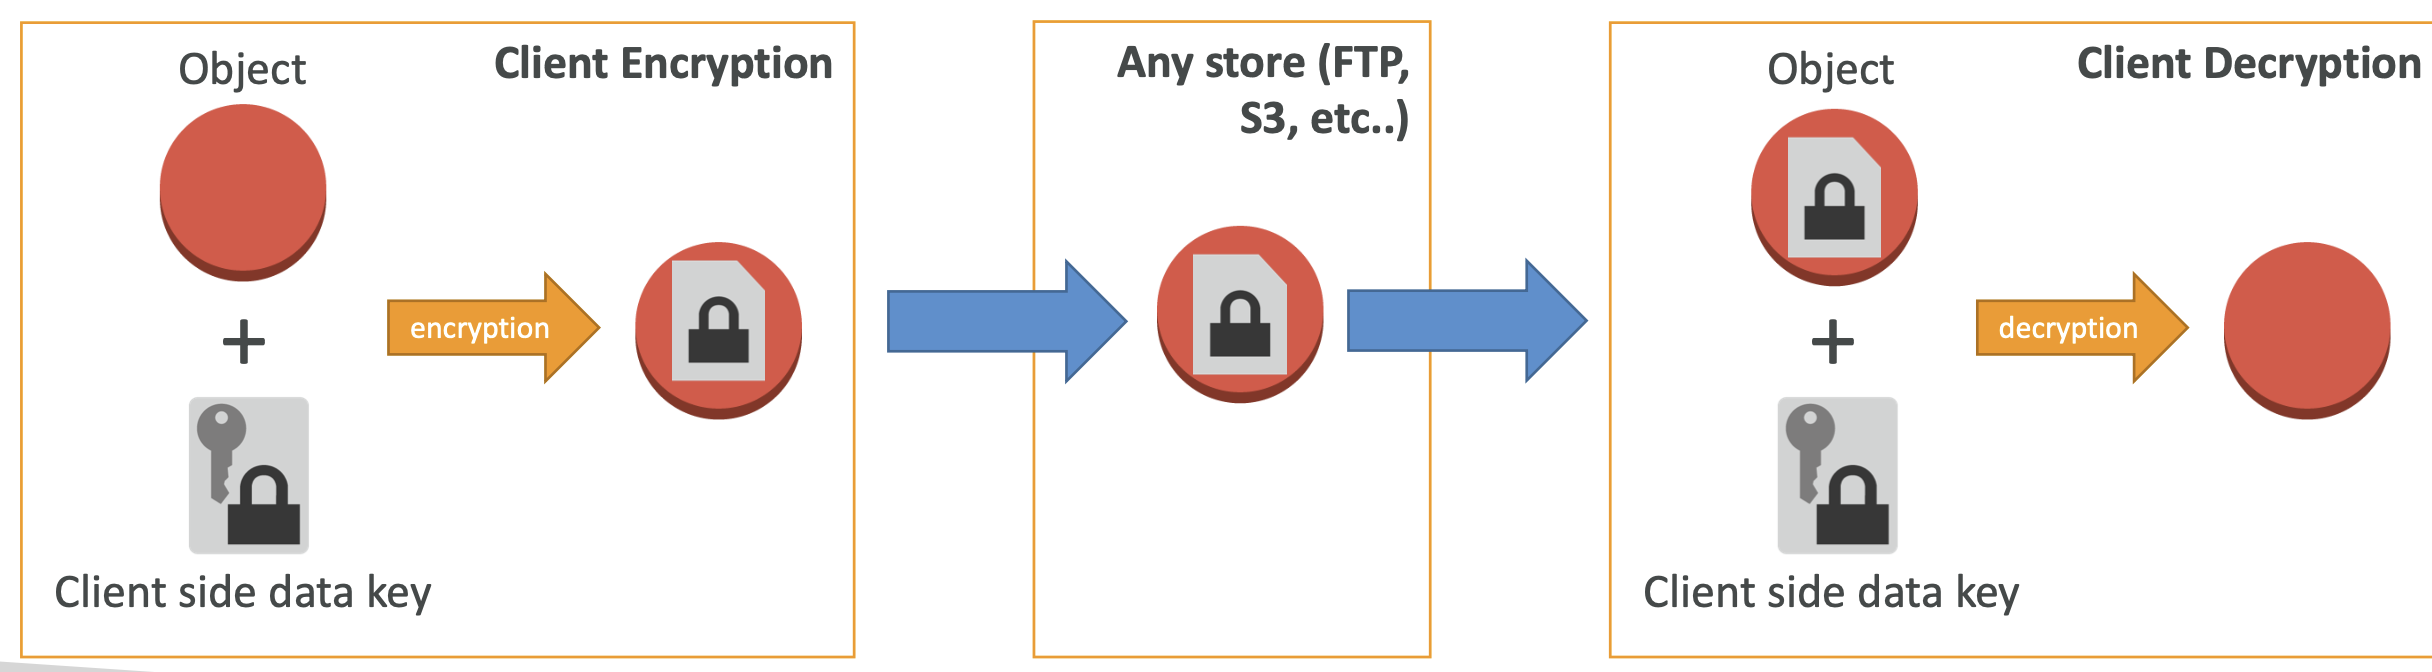 Object
Client Encryption
encryption
Client side data key
Any store (FTP,
S3, etc..)
Object
Client Decryption
decryption
Client side data key